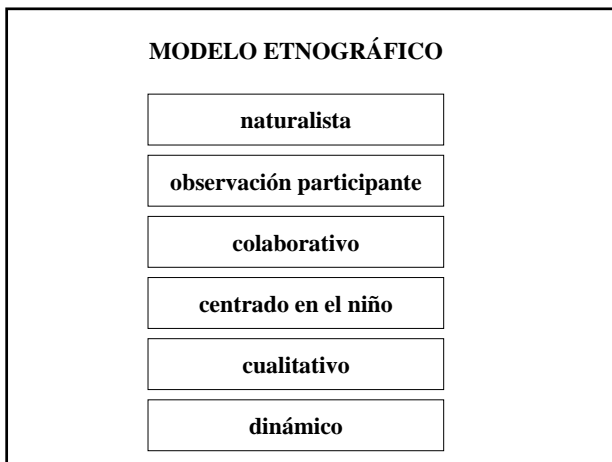 MODELO ETNOGRÁFICO
naturalista
observación participante
colaborativo
centrado en el niño
cualitativo
dinámico